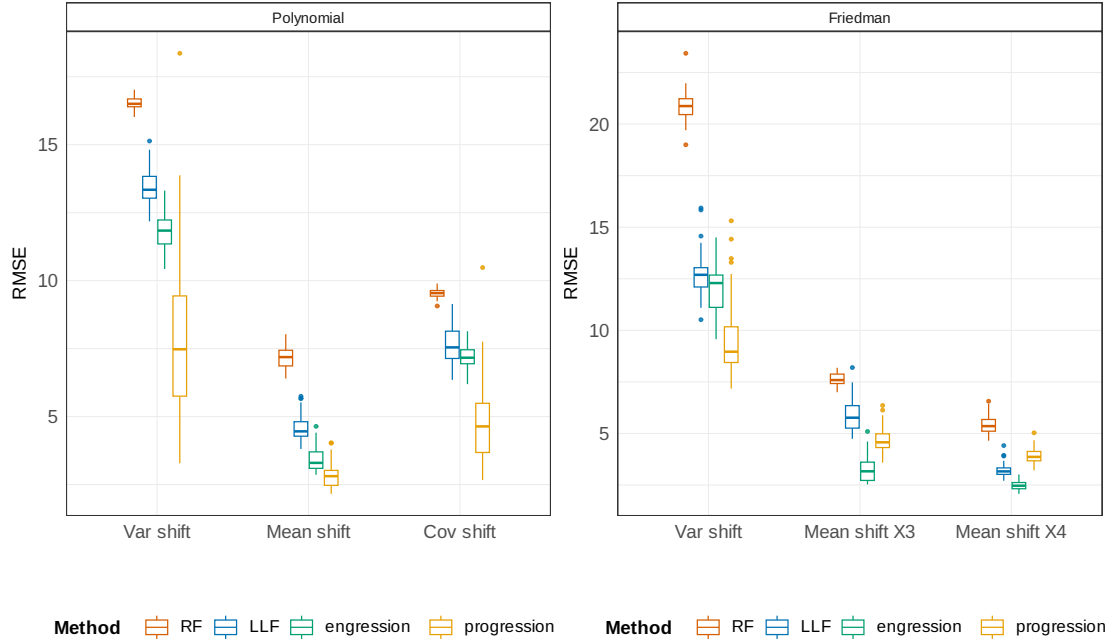 Polynomial
RMSE
15
10
5
Var shift Mean shift Cov shift
Method RF LLF engression progression
Friedman
RMSE
20
15
10
5
Var shift Mean shift X3 Mean shift X4
Method RF LLF engression progression